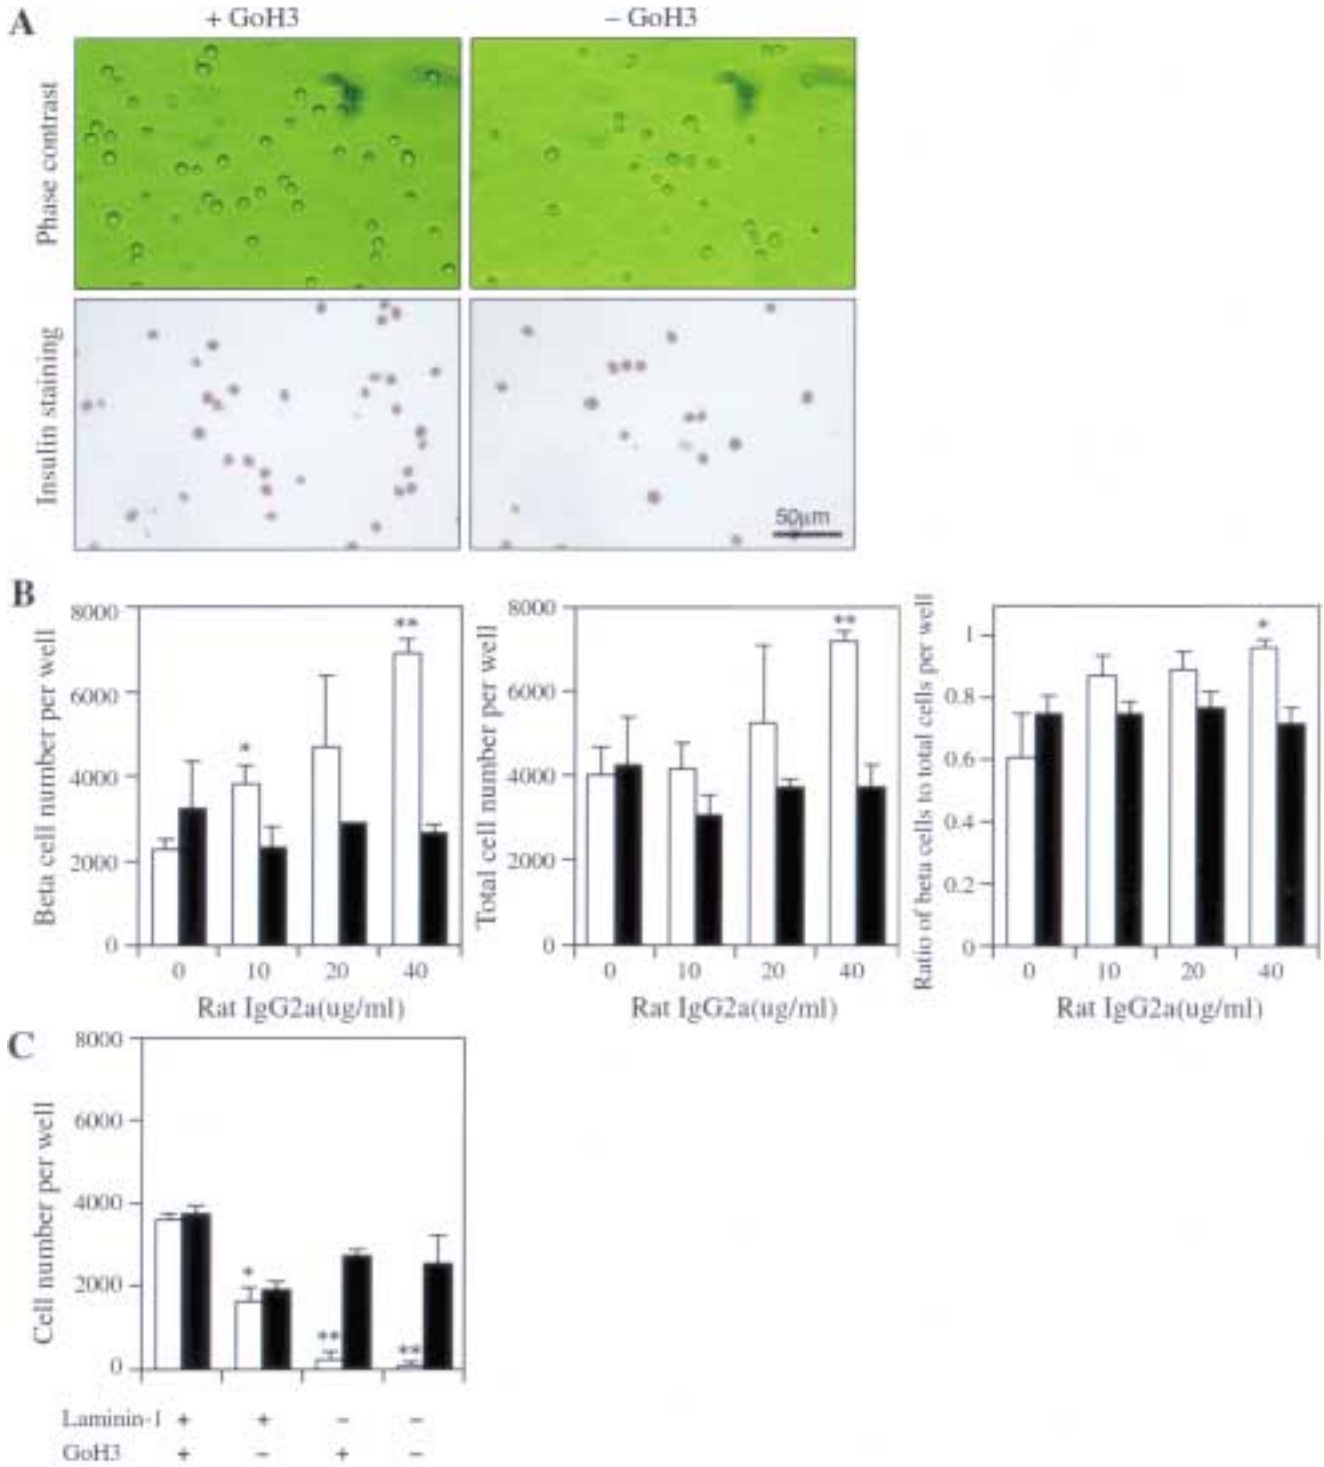 A
+ GoH3
– GoH3
Phase contrast
Insulin staining
50µm
B
Beta cell number per well
8000
6000
4000
2000
0
*
**
0 10 20 40
Rat IgG2a(ug/ml)
Total cell number per well
8000
6000
4000
2000
0
**
0 10 20 40
Rat IgG2a(ug/ml)
Ratio of beta cells to total cells per well
1
0.8
0.6
0.4
0.2
0
*
0 10 20 40
Rat IgG2a(ug/ml)
C
Cell number per well
8000
6000
4000
2000
0
*
**
**
Laminin-1 + + – –
GoH3 + – + –